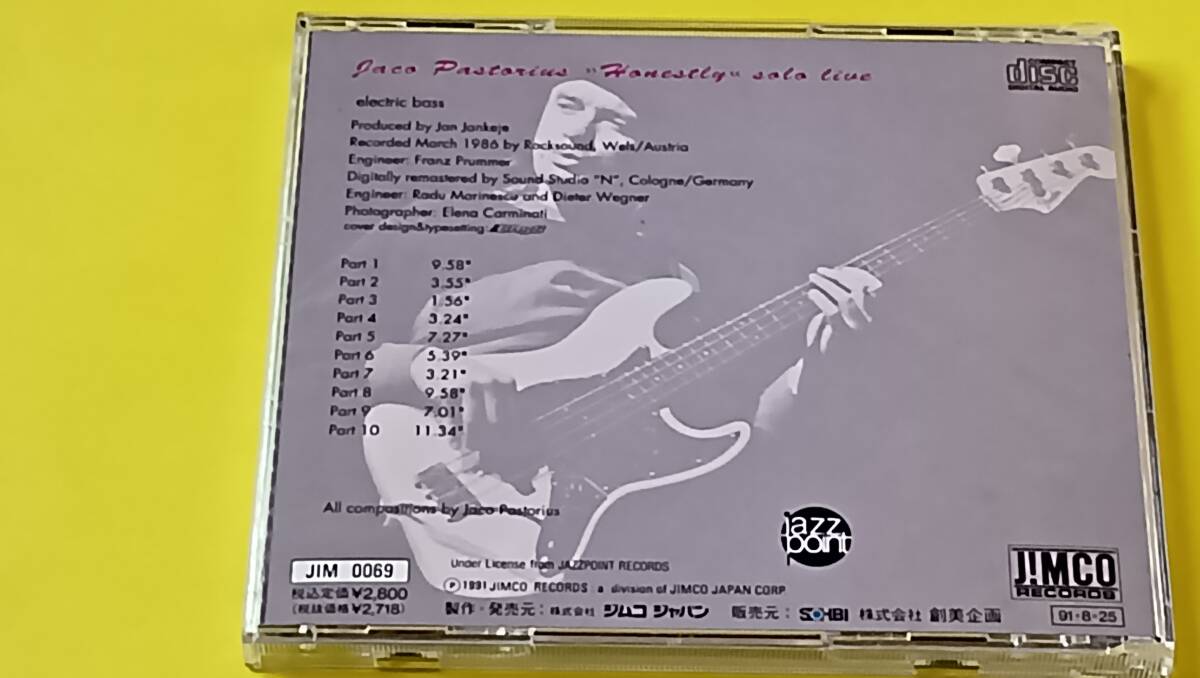 Jaco Pastorius "Honestly" solo live
COMPACT
disc
DIGITAL AUDIO
electric bass
Produced by Jan Jankeje
Recorded March 1986 by Rocksound, Wels/Austria
Engineer: Franz Prummer
Digitally remastered by Sound Studio "N", Cologne/Germany
Engineer: Radu Marinescu and Dieter Wegner
Photographer: Elena Carminati
cover design&typesetting:
Part 1 9.58"
Part 2 3.55"
Part 3 1.56"
Part 4 3.24"
Part 5 7.27"
Part 6 5.39"
Part 7 3.21"
Part 8 9.58"
Part 9 7.01"
Part 10 11.34"
All compositions by Jaco Pastorius
jazz
point
JIM 0069
税込定価¥2,800
(税抜価格¥2,718)
Under License from JAZZPOINT RECORDS
Ⓟ1991 JIMCO RECORDS a division of JIMCO JAPAN CORP
製作・発売元:株式会社 ジムコ ジャパン 販売元: SOHBI 株式会社 創美企画
J!MCO
RECORDS
91・8・25